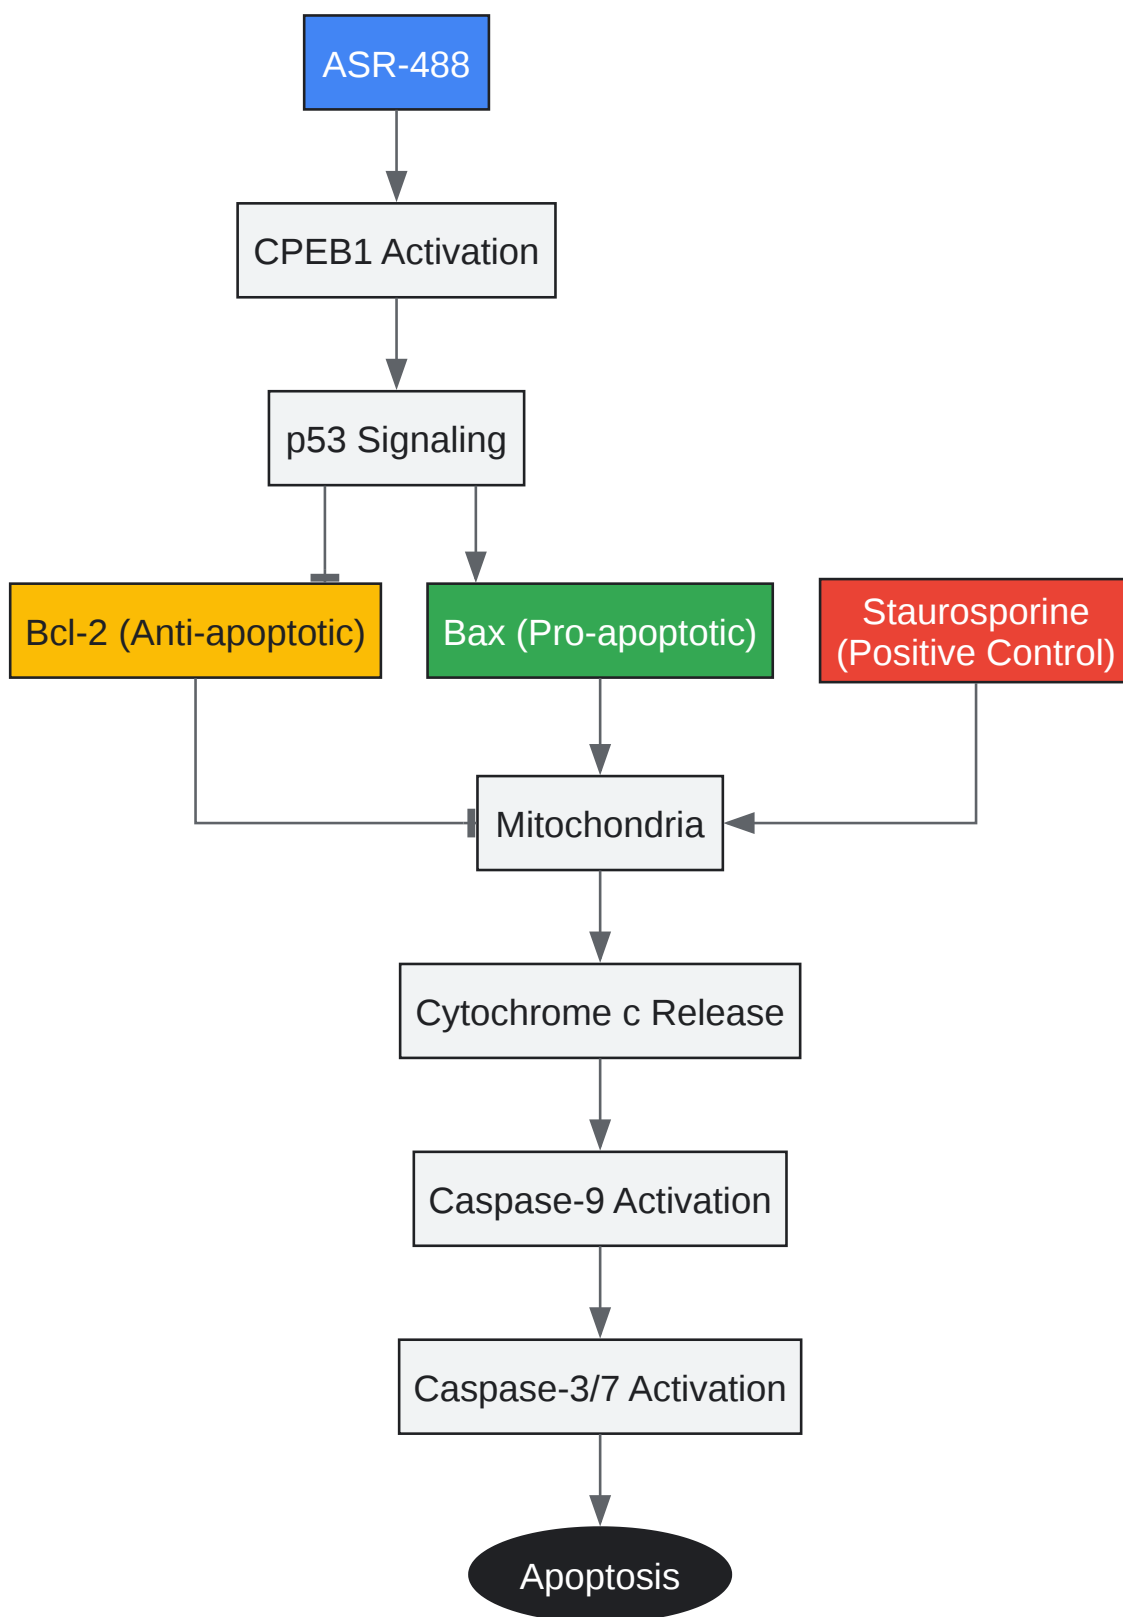 ASR-488
CPEB1 Activation
p53 Signaling
Bcl-2 (Anti-apoptotic)
Bax (Pro-apoptotic)
Staurosporine
(Positive Control)
Mitochondria
Cytochrome c Release
Caspase-9 Activation
Caspase-3/7 Activation
Apoptosis